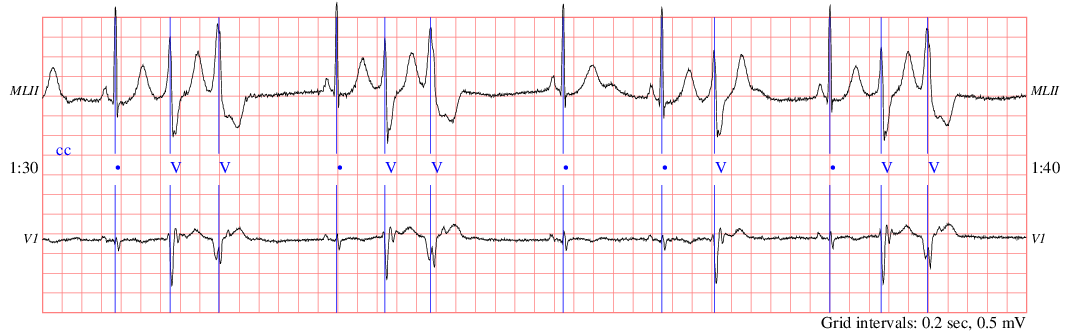 MLII MLII
cc
1:30 • V V • V V • • V • V V 1:40
V1 V1
Grid intervals: 0.2 sec, 0.5 mV